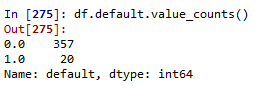 In [275]: df.default.value_counts()
Out[275]:
0.0    357
1.0     20
Name: default, dtype: int64